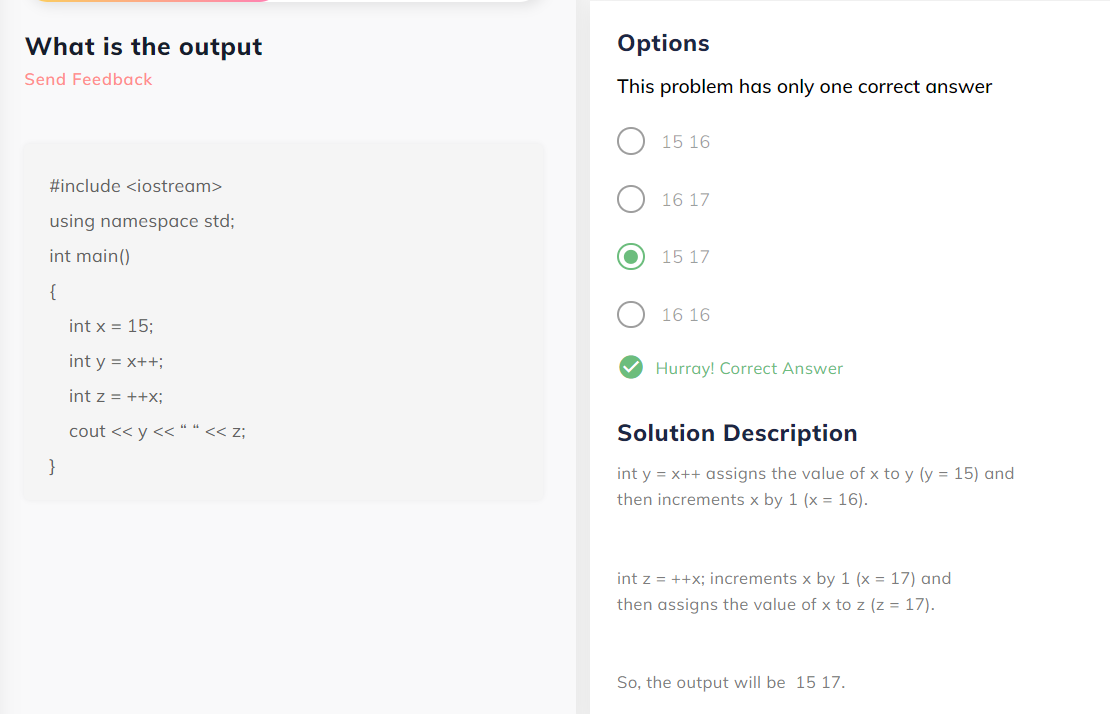 What is the output
Send Feedback
#include <iostream>
using namespace std;
int main()
{
int x = 15;
int y = x++;
int z = ++x;
cout << y << “ “ << z;
}
Options
This problem has only one correct answer
15 16
16 17
15 17
16 16
Hurray! Correct Answer
Solution Description
int y = x++ assigns the value of x to y (y = 15) and
then increments x by 1 (x = 16).
int z = ++x; increments x by 1 (x = 17) and
then assigns the value of x to z (z = 17).
So, the output will be  15 17.